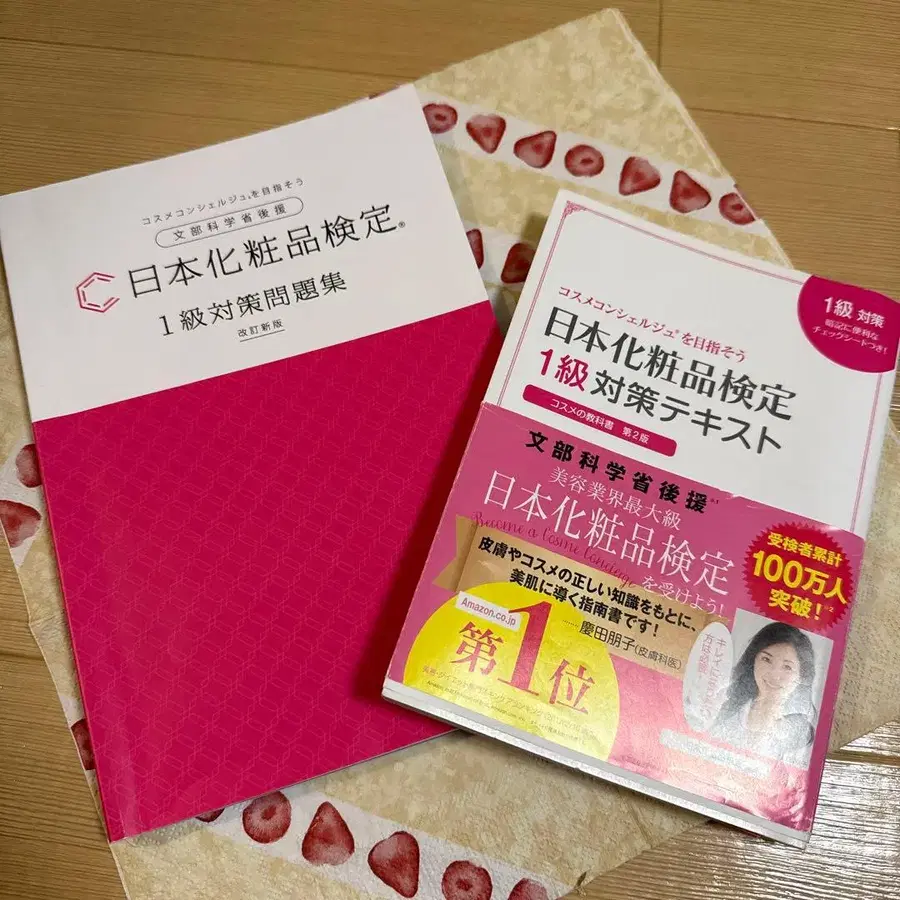 コスメコンシェルジュ®を目指そう
文部科学省後援
日本化粧品検定®
1級対策問題集
改訂新版
1級 対策
暗記に便利な
チェックシートつき!
コスメコンシェルジュ®を目指そう
日本化粧品検定
1級対策テキスト
コスメの教科書 第2版
文部科学省後援※1
美容業界最大級
日本化粧品検定
Become a Cosme Concierge
を受けよう!
受検者累計
100万人
突破!※2
皮膚やコスメの正しい知識をもとに、
美肌に導く指南書です!
慶田朋子(皮膚科医)
Amazon.co.jp
第1位